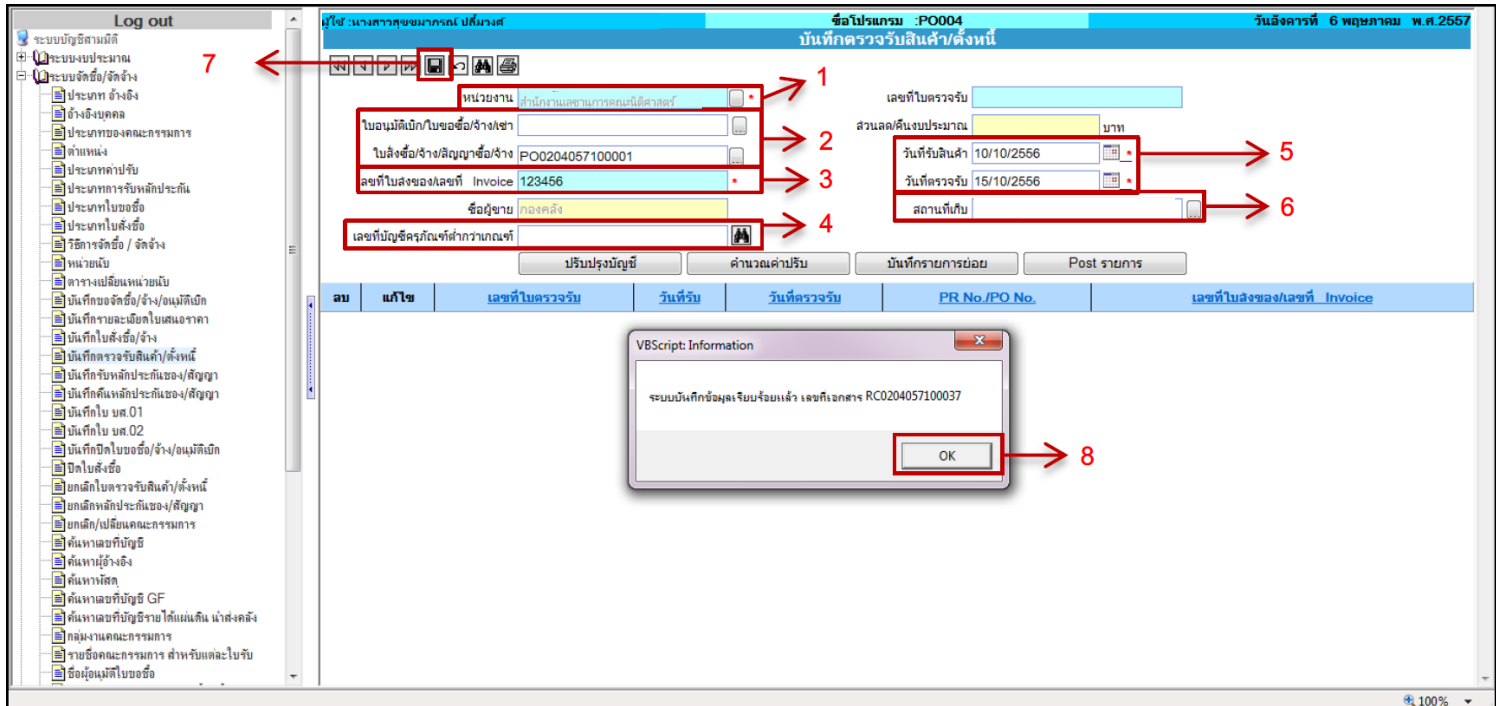 Log out
ระบบบัญชีสามมิติ
ระบบงบประมาณ
ระบบจัดซื้อ/จัดจ้าง
ประเภท อ้างอิง
อ้างอิงบุคคล
ประเภทของคณะกรรมการ
ตำแหน่ง
ประเภทค่าปรับ
ประเภทการรับหลักประกัน
ประเภทใบขอซื้อ
ประเภทใบสั่งซื้อ
วิธีการจัดซื้อ / จัดจ้าง
หน่วยนับ
ตารางเปลี่ยนหน่วยนับ
บันทึกขอจัดซื้อ/จ้าง/อนุมัติเบิก
บันทึกรายละเอียดใบเสนอราคา
บันทึกใบสั่งซื้อ/จ้าง
บันทึกตรวจรับสินค้า/ตั้งหนี้
บันทึกรับหลักประกันของ/สัญญา
บันทึกคืนหลักประกันของ/สัญญา
บันทึกใบ บศ.01
บันทึกใบ บศ.02
บันทึกปิดใบขอซื้อ/จ้าง/อนุมัติเบิก
ปิดใบสั่งซื้อ
ยกเลิกใบตรวจรับสินค้า/ตั้งหนี้
ยกเลิกหลักประกันของ/สัญญา
ยกเลิก/เปลี่ยนคณะกรรมการ
ค้นหาเลขที่บัญชี
ค้นหาผู้อ้างอิง
ค้นหาพัสดุ
ค้นหาเลขที่บัญชี GF
ค้นหาเลขที่บัญชีรายได้แผ่นดิน นำส่งคลัง
กลุ่มงานคณะกรรมการ
รายชื่อคณะกรรมการ สำหรับแต่ละใบรับ
ชื่อผู้อนุมัติใบขอซื้อ
ผู้ใช้ :นางสาวสุขขมาภรณ์ ปลื้มวงศ์ ชื่อโปรแกรม :PO004 วันอังคารที่ 6 พฤษภาคม พ.ศ.2557
บันทึกตรวจรับสินค้า/ตั้งหนี้
7
หน่วยงาน สำนักงานเลขานุการคณะนิติศาสตร์ * 1 เลขที่ใบตรวจรับ
ใบอนุมัติเบิก/ใบขอซื้อ/จ้าง/เช่า ... ส่วนลด/คืนงบประมาณ บาท
2
ใบสั่งซื้อ/จ้าง/สัญญาซื้อ/จ้าง PO0204057100001 ... วันที่รับสินค้า 10/10/2556 * 5
เลขที่ใบส่งของ/เลขที่ Invoice 123456 * 3 วันที่ตรวจรับ 15/10/2556 *
ชื่อผู้ขาย กองคลัง สถานที่เก็บ ... 6
เลขที่บัญชีครุภัณฑ์ต่ำกว่าเกณฑ์ 4
ปรับปรุงบัญชี คำนวณค่าปรับ บันทึกรายการย่อย Post รายการ
ลบ แก้ไข เลขที่ใบตรวจรับ วันที่รับ วันที่ตรวจรับ PR No./PO No. เลขที่ใบส่งของ/เลขที่ Invoice
VBScript: Information
ระบบบันทึกข้อมูลเรียบร้อยแล้ว เลขที่เอกสาร RC0204057100037
OK 8
100%